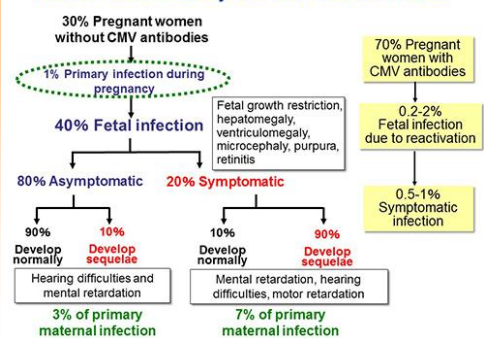 30% Pregnant women
without CMV antibodies
1% Primary infection during
pregnancy
40% Fetal infection
Fetal growth restriction,
hepatomegaly,
ventriculomegaly,
microcephaly, purpura,
retinitis
80% Asymptomatic
20% Symptomatic
90%
Develop
normally
10%
Develop
sequelae
10%
Develop
normally
90%
Develop
sequelae
Hearing difficulties and
mental retardation
Mental retardation, hearing
difficulties, motor retardation
3% of primary
maternal infection
7% of primary
maternal infection
70% Pregnant
women with
CMV antibodies
0.2-2%
Fetal infection
due to reactivation
0.5-1%
Symptomatic
infection